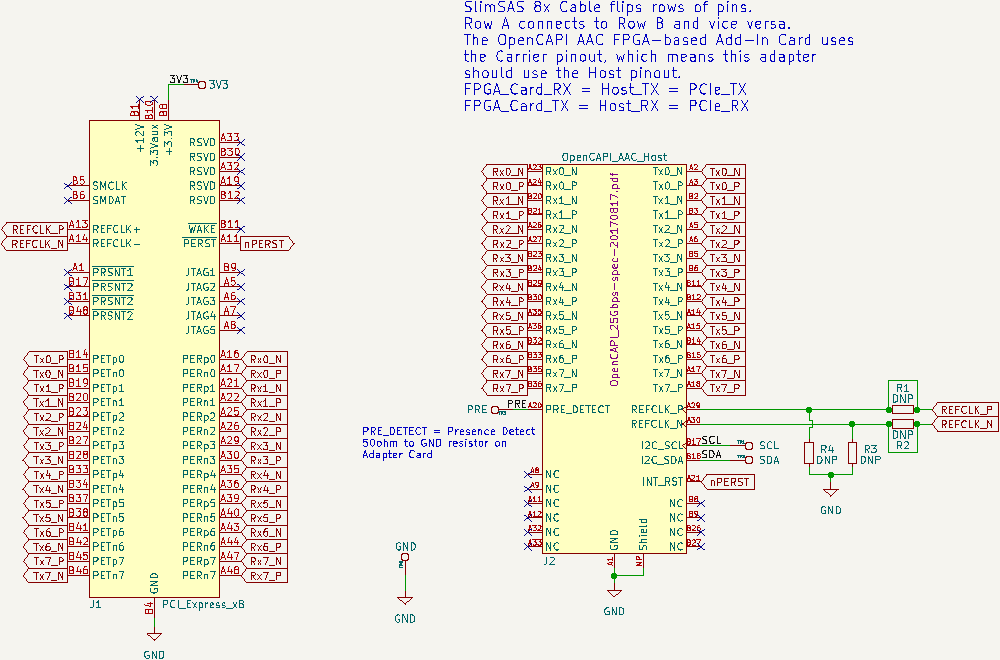 SlimSAS 8x Cable flips rows of pins.
Row A connects to Row B and vice versa.
The OpenCAPI AAC FPGA-based Add-In Card uses
the Carrier pinout, which means this adapter
should use the Host pinout.
FPGA_Card_RX = Host_TX = PCIe_TX
FPGA_Card_TX = Host_RX = PCIe_RX
3V3 3V3
B1 B10 B8
+12V 3.3Vaux +3.3V
RSVD A33
RSVD B30
RSVD A32
B5 SMCLK RSVD A19
B6 SMDAT RSVD B12
REFCLK_P A13 REFCLK+ WAKE B11
REFCLK_N A14 REFCLK- PERST A11 nPERST
A1 PRSNT1 JTAG1 B9
B17 PRSNT2 JTAG2 A5
B31 PRSNT2 JTAG3 A6
B48 PRSNT2 JTAG4 A7
JTAG5 A8
Tx0_P B14 PETp0 PERp0 A16 Rx0_N
Tx0_N B15 PETn0 PERn0 A17 Rx0_P
Tx1_P B19 PETp1 PERp1 A21 Rx1_N
Tx1_N B20 PETn1 PERn1 A22 Rx1_P
Tx2_P B23 PETp2 PERp2 A25 Rx2_N
Tx2_N B24 PETn2 PERn2 A26 Rx2_P
Tx3_P B27 PETp3 PERp3 A29 Rx3_N
Tx3_N B28 PETn3 PERn3 A30 Rx3_P
Tx4_P B33 PETp4 PERp4 A35 Rx4_N
Tx4_N B34 PETn4 PERn4 A36 Rx4_P
Tx5_P B37 PETp5 PERp5 A39 Rx5_N
Tx5_N B38 PETn5 PERn5 A40 Rx5_P
Tx6_P B41 PETp6 PERp6 A43 Rx6_N
Tx6_N B42 PETn6 PERn6 A44 Rx6_P
Tx7_P B45 PETp7 PERp7 A47 Rx7_N
Tx7_N B46 PETn7 PERn7 A48 Rx7_P
GND
J1 B4 PCI_Express_x8
GND
OpenCAPI_AAC_Host
OpenCAPI_25Gbps-spec-20170817.pdf
Rx0_N A23 Rx0_N Tx0_N A2 Tx0_N
Rx0_P A24 Rx0_P Tx0_P A3 Tx0_P
Rx1_N B20 Rx1_N Tx1_N B2 Tx1_N
Rx1_P B21 Rx1_P Tx1_P B3 Tx1_P
Rx2_N A26 Rx2_N Tx2_N A5 Tx2_N
Rx2_P A27 Rx2_P Tx2_P A6 Tx2_P
Rx3_N B23 Rx3_N Tx3_N B5 Tx3_N
Rx3_P B24 Rx3_P Tx3_P B6 Tx3_P
Rx4_N B29 Rx4_N Tx4_N B11 Tx4_N
Rx4_P B30 Rx4_P Tx4_P B12 Tx4_P
Rx5_N A35 Rx5_N Tx5_N A14 Tx5_N
Rx5_P A36 Rx5_P Tx5_P A15 Tx5_P
Rx6_N B32 Rx6_N Tx6_N B14 Tx6_N
Rx6_P B33 Rx6_P Tx6_P B15 Tx6_P
Rx7_N B35 Rx7_N Tx7_N A17 Tx7_N
Rx7_P B36 Rx7_P Tx7_P A18 Tx7_P
PRE PRE A20 PRE_DETECT REFCLK_P A29
REFCLK_N A30
PRE_DETECT = Presence Detect
50ohm to GND resistor on
Adapter Card
I2C_SCL B17 SCL SCL
I2C_SDA B18 SDA SDA
INT_RST A21 nPERST
A8 NC
A9 NC
A11 NC NC B8
A12 NC NC B9
A32 NC NC B26
A33 NC NC B27
GND Shield
J2 A1 NP
GND
GND
GND
R1
DNP
REFCLK_P
REFCLK_N
DNP
R2
R4
DNP
R3
DNP
GND